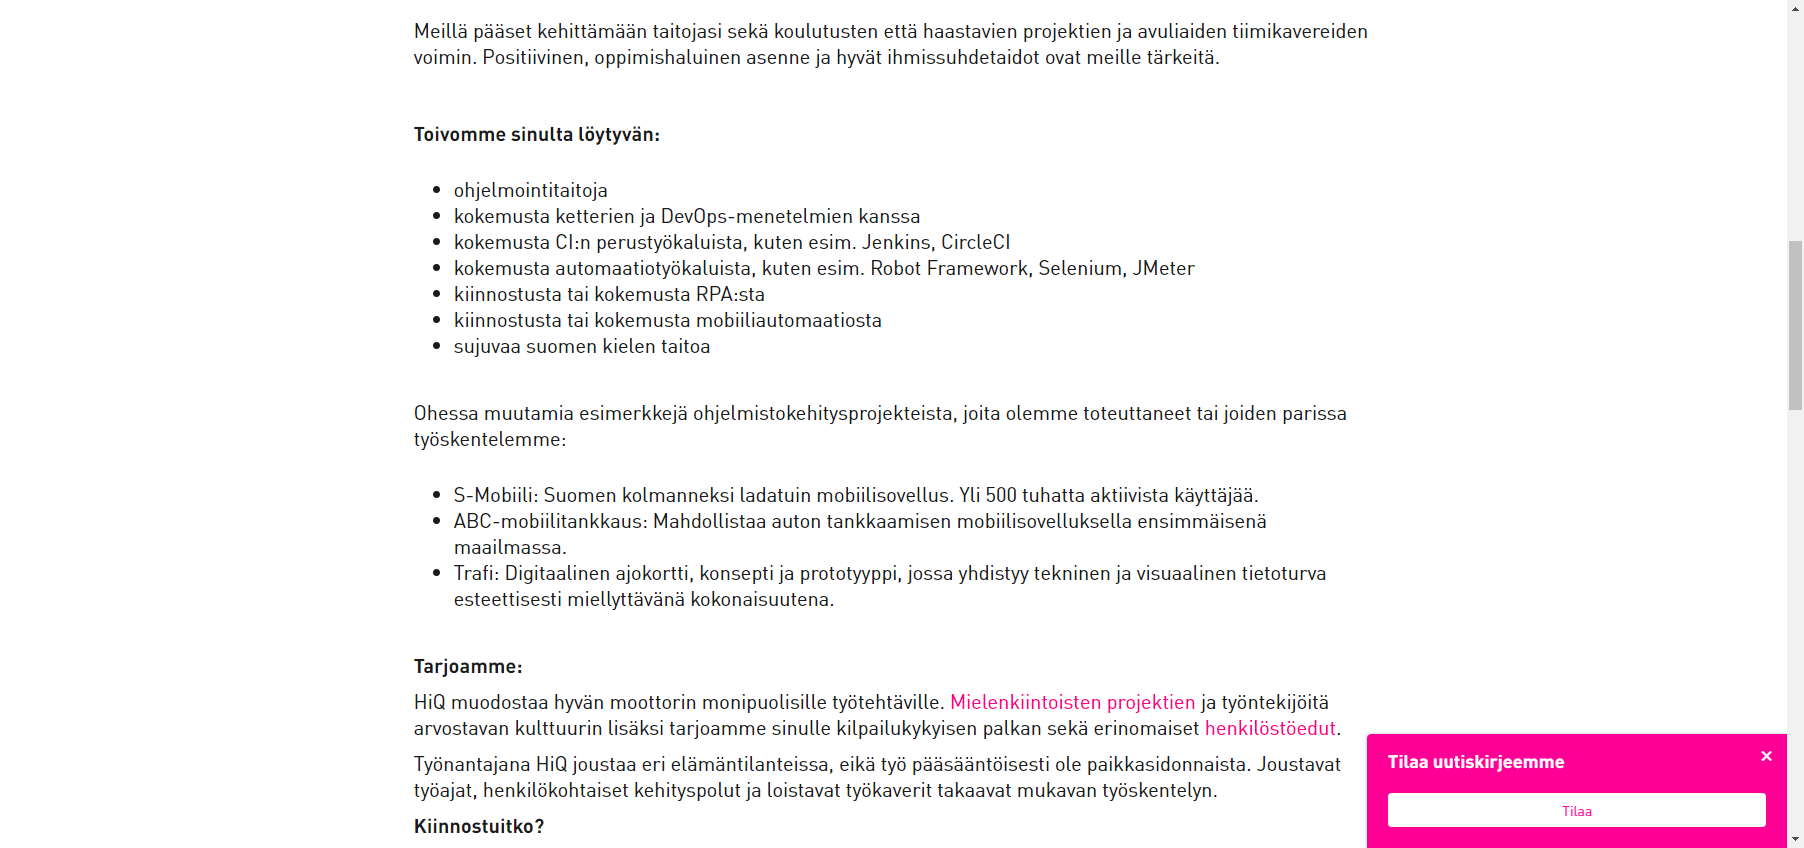 Meillä pääset kehittämään taitojasi sekä koulutusten että haastavien projektien ja avuliaiden tiimikavereiden
voimin. Positiivinen, oppimishaluinen asenne ja hyvät ihmissuhdetaidot ovat meille tärkeitä.
Toivomme sinulta löytyvän:
• ohjelmointitaitoja
• kokemusta ketterien ja DevOps-menetelmien kanssa
• kokemusta CI:n perustyökaluista, kuten esim. Jenkins, CircleCI
• kokemusta automaatiotyökaluista, kuten esim. Robot Framework, Selenium, JMeter
• kiinnostusta tai kokemusta RPA:sta
• kiinnostusta tai kokemusta mobiiliautomaatiosta
• sujuvaa suomen kielen taitoa
Ohessa muutamia esimerkkejä ohjelmistokehitysprojekteista, joita olemme toteuttaneet tai joiden parissa
työskentelemme:
• S-Mobiili: Suomen kolmanneksi ladatuin mobiilisovellus. Yli 500 tuhatta aktiivista käyttäjää.
• ABC-mobiilitankkaus: Mahdollistaa auton tankkaamisen mobiilisovelluksella ensimmäisenä
maailmassa.
• Trafi: Digitaalinen ajokortti, konsepti ja prototyyppi, jossa yhdistyy tekninen ja visuaalinen tietoturva
esteettisesti miellyttävänä kokonaisuutena.
Tarjoamme:
HiQ muodostaa hyvän moottorin monipuolisille työtehtäville. Mielenkiintoisten projektien ja työntekijöitä
arvostavan kulttuurin lisäksi tarjoamme sinulle kilpailukykyisen palkan sekä erinomaiset henkilöstöedut.
Työnantajana HiQ joustaa eri elämäntilanteissa, eikä työ pääsääntöisesti ole paikkasidonnaista. Joustavat
työajat, henkilökohtaiset kehityspolut ja loistavat työkaverit takaavat mukavan työskentelyn.
Kiinnostuitko?
Tilaa uutiskirjeemme
×
Tilaa